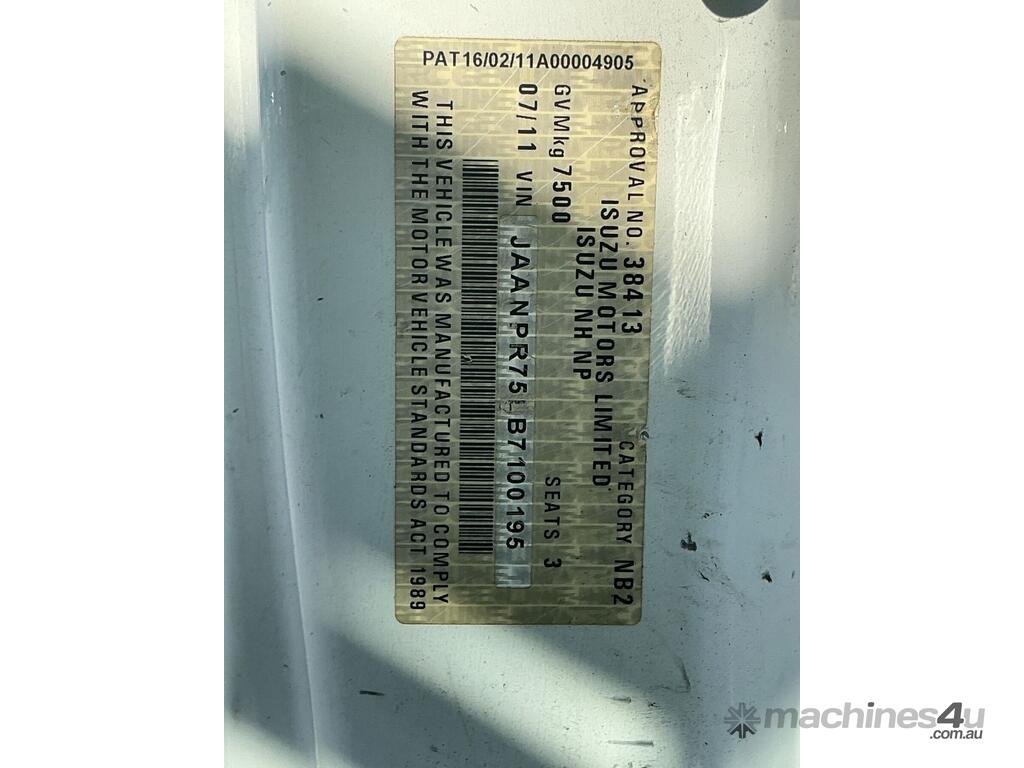 PAT16/02/11A00004905
APPROVAL NO. 38413 CATEGORY NB2
ISUZU MOTORS LIMITED
ISUZU NH NP
GVMkg 7500 SEATS 3
07/11 VIN JAANPR75 B7100195
THIS VEHICLE WAS MANUFACTURED TO COMPLY
WITH THE MOTOR VEHICLE STANDARDS ACT 1989
machines4u
.com.au